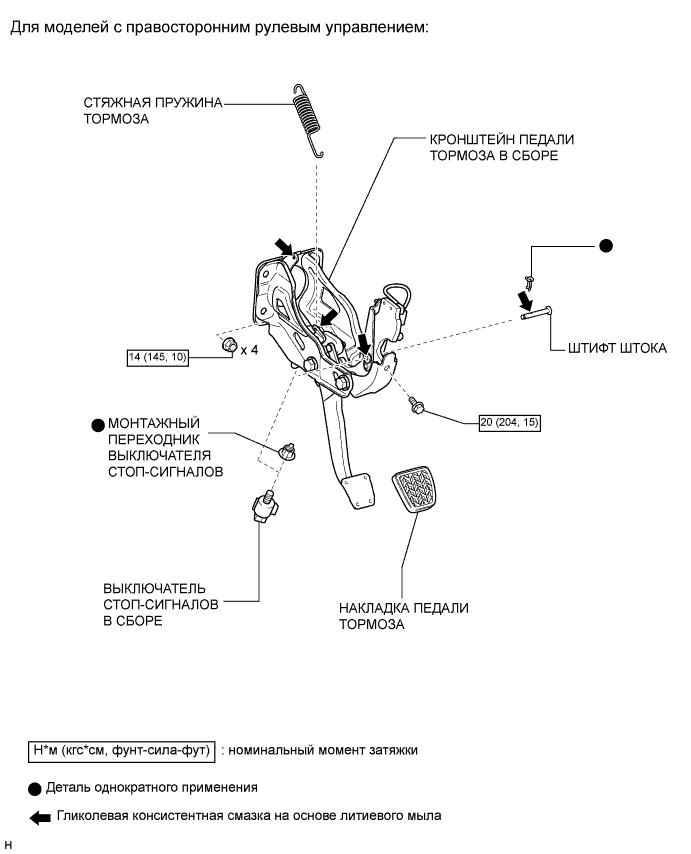 Для моделей с правосторонним рулевым управлением:
СТЯЖНАЯ ПРУЖИНА
ТОРМОЗА
КРОНШТЕЙН ПЕДАЛИ
ТОРМОЗА В СБОРЕ
ШТИФТ ШТОКА
14 (145, 10)
x 4
20 (204, 15)
МОНТАЖНЫЙ
ПЕРЕХОДНИК
ВЫКЛЮЧАТЕЛЯ
СТОП-СИГНАЛОВ
ВЫКЛЮЧАТЕЛЬ
СТОП-СИГНАЛОВ
В СБОРЕ
НАКЛАДКА ПЕДАЛИ
ТОРМОЗА
Н*м (кгс*см, фунт-сила-фут) : номинальный момент затяжки
Деталь однократного применения
Гликолевая консистентная смазка на основе литиевого мыла
H